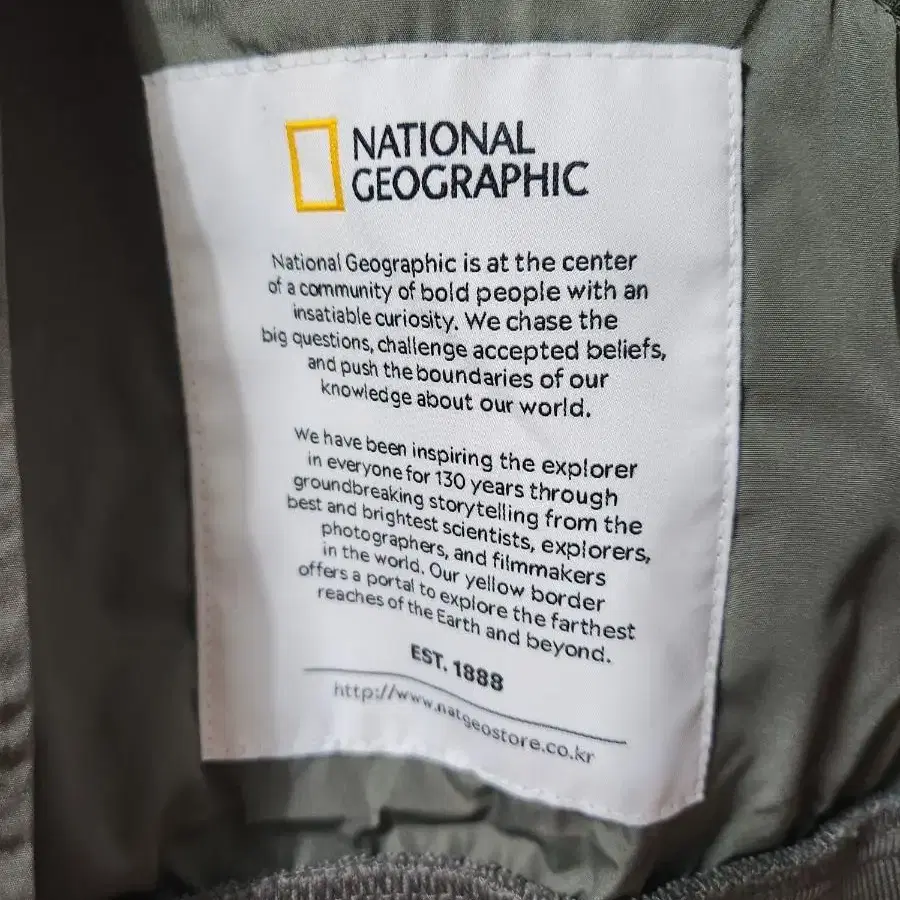 NATIONAL
GEOGRAPHIC
National Geographic is at the center
of a community of bold people with an
insatiable curiosity. We chase the
big questions, challenge accepted beliefs,
and push the boundaries of our
knowledge about our world.
We have been inspiring the explorer
in everyone for 130 years through
groundbreaking storytelling from the
best and brightest scientists, explorers,
photographers, and filmmakers
in the world. Our yellow border
offers a portal to explore the farthest
reaches of the Earth and beyond.
EST. 1888
http://www.natgeostore.co.kr